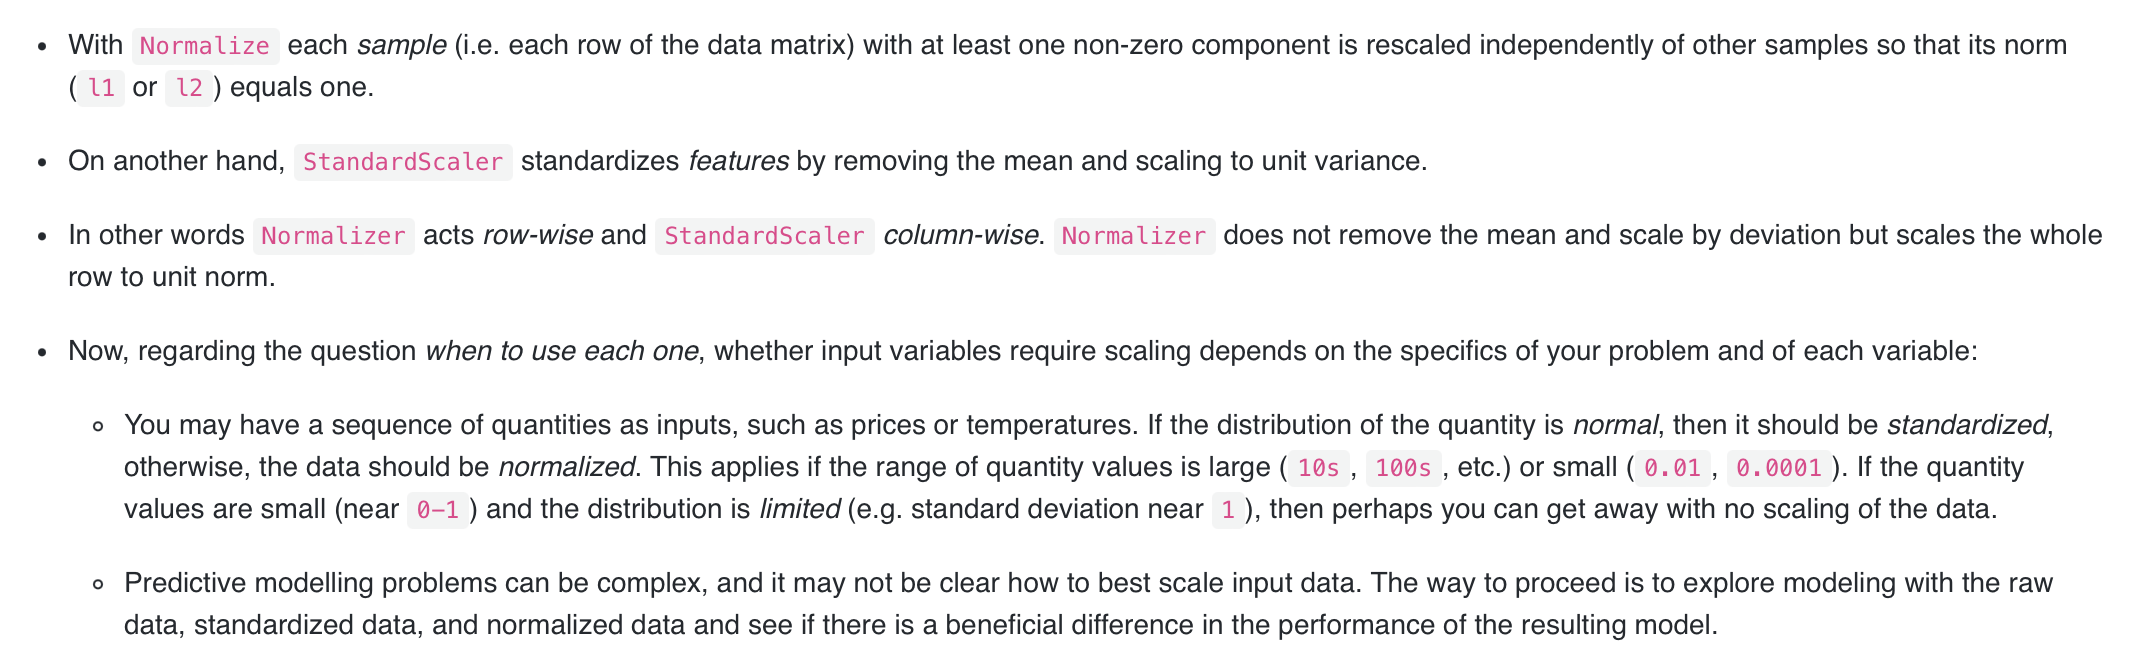 • With Normalize each sample (i.e. each row of the data matrix) with at least one non-zero component is rescaled independently of other samples so that its norm
( l1 or l2 ) equals one.
• On another hand, StandardScaler standardizes features by removing the mean and scaling to unit variance.
• In other words Normalizer acts row-wise and StandardScaler column-wise. Normalizer does not remove the mean and scale by deviation but scales the whole
row to unit norm.
• Now, regarding the question when to use each one, whether input variables require scaling depends on the specifics of your problem and of each variable:
◦ You may have a sequence of quantities as inputs, such as prices or temperatures. If the distribution of the quantity is normal, then it should be standardized,
otherwise, the data should be normalized. This applies if the range of quantity values is large ( 10s , 100s , etc.) or small ( 0.01 , 0.0001 ). If the quantity
values are small (near 0-1 ) and the distribution is limited (e.g. standard deviation near 1 ), then perhaps you can get away with no scaling of the data.
◦ Predictive modelling problems can be complex, and it may not be clear how to best scale input data. The way to proceed is to explore modeling with the raw
data, standardized data, and normalized data and see if there is a beneficial difference in the performance of the resulting model.